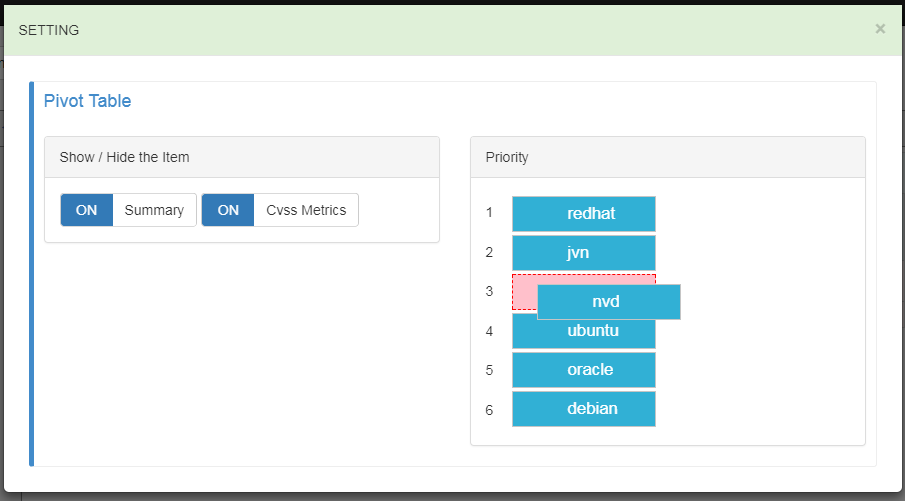 SETTING ×
Pivot Table
Show / Hide the Item
ON Summary ON Cvss Metrics
Priority
1 redhat
2 jvn
3 nvd
4 ubuntu
5 oracle
6 debian